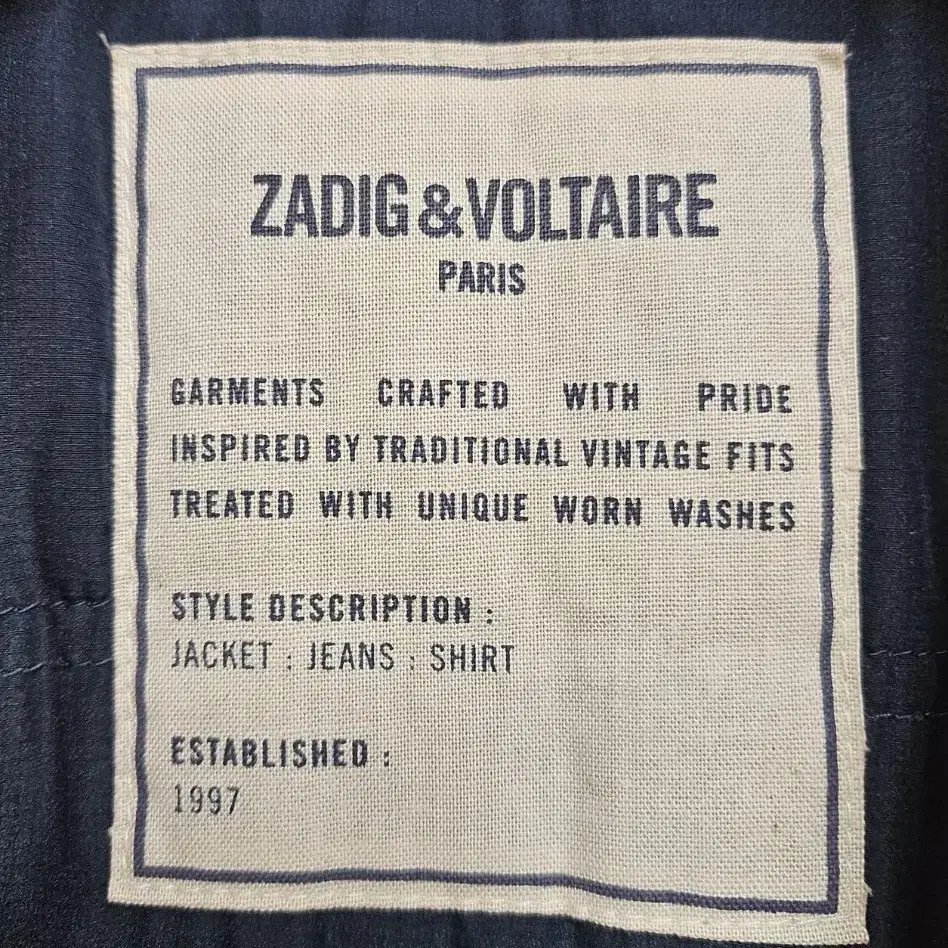 ZADIG&VOLTAIRE
PARIS
GARMENTS CRAFTED WITH PRIDE
INSPIRED BY TRADITIONAL VINTAGE FITS
TREATED WITH UNIQUE WORN WASHES
STYLE DESCRIPTION :
JACKET : JEANS : SHIRT
ESTABLISHED :
1997